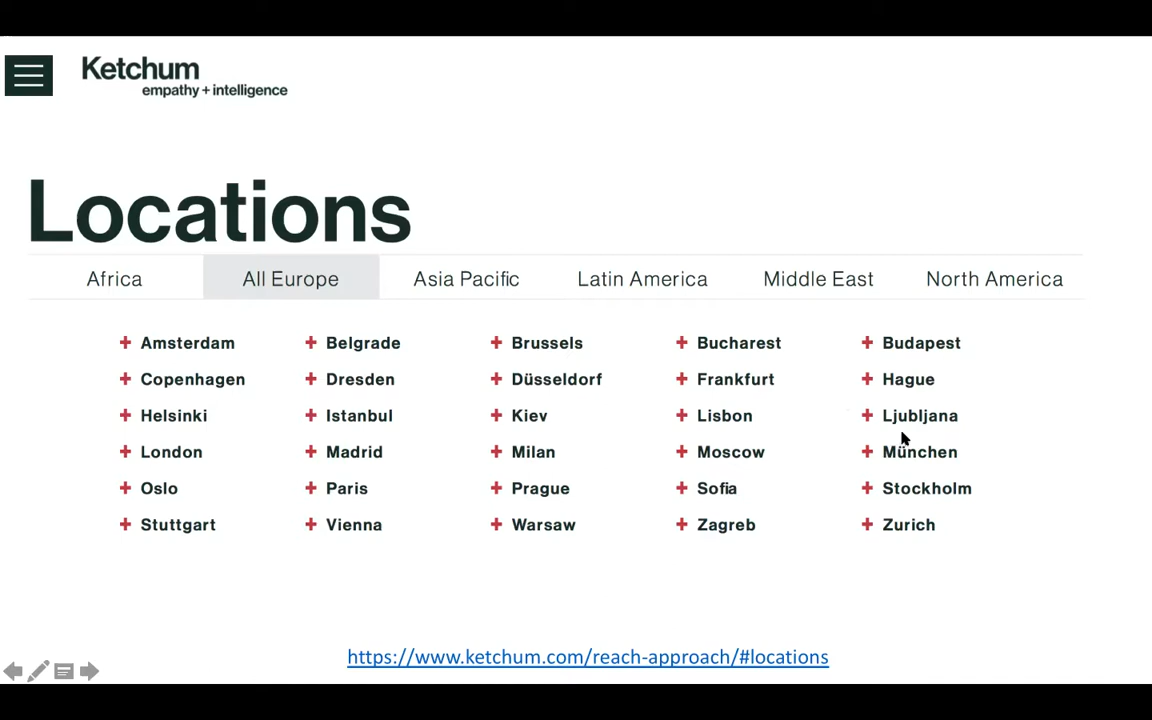 Ketchum
empathy + intelligence
Locations
Africa All Europe Asia Pacific Latin America Middle East North America
+ Amsterdam + Belgrade + Brussels + Bucharest + Budapest
+ Copenhagen + Dresden + Düsseldorf + Frankfurt + Hague
+ Helsinki + Istanbul + Kiev + Lisbon + Ljubljana
+ London + Madrid + Milan + Moscow + München
+ Oslo + Paris + Prague + Sofia + Stockholm
+ Stuttgart + Vienna + Warsaw + Zagreb + Zurich
https://www.ketchum.com/reach-approach/#locations